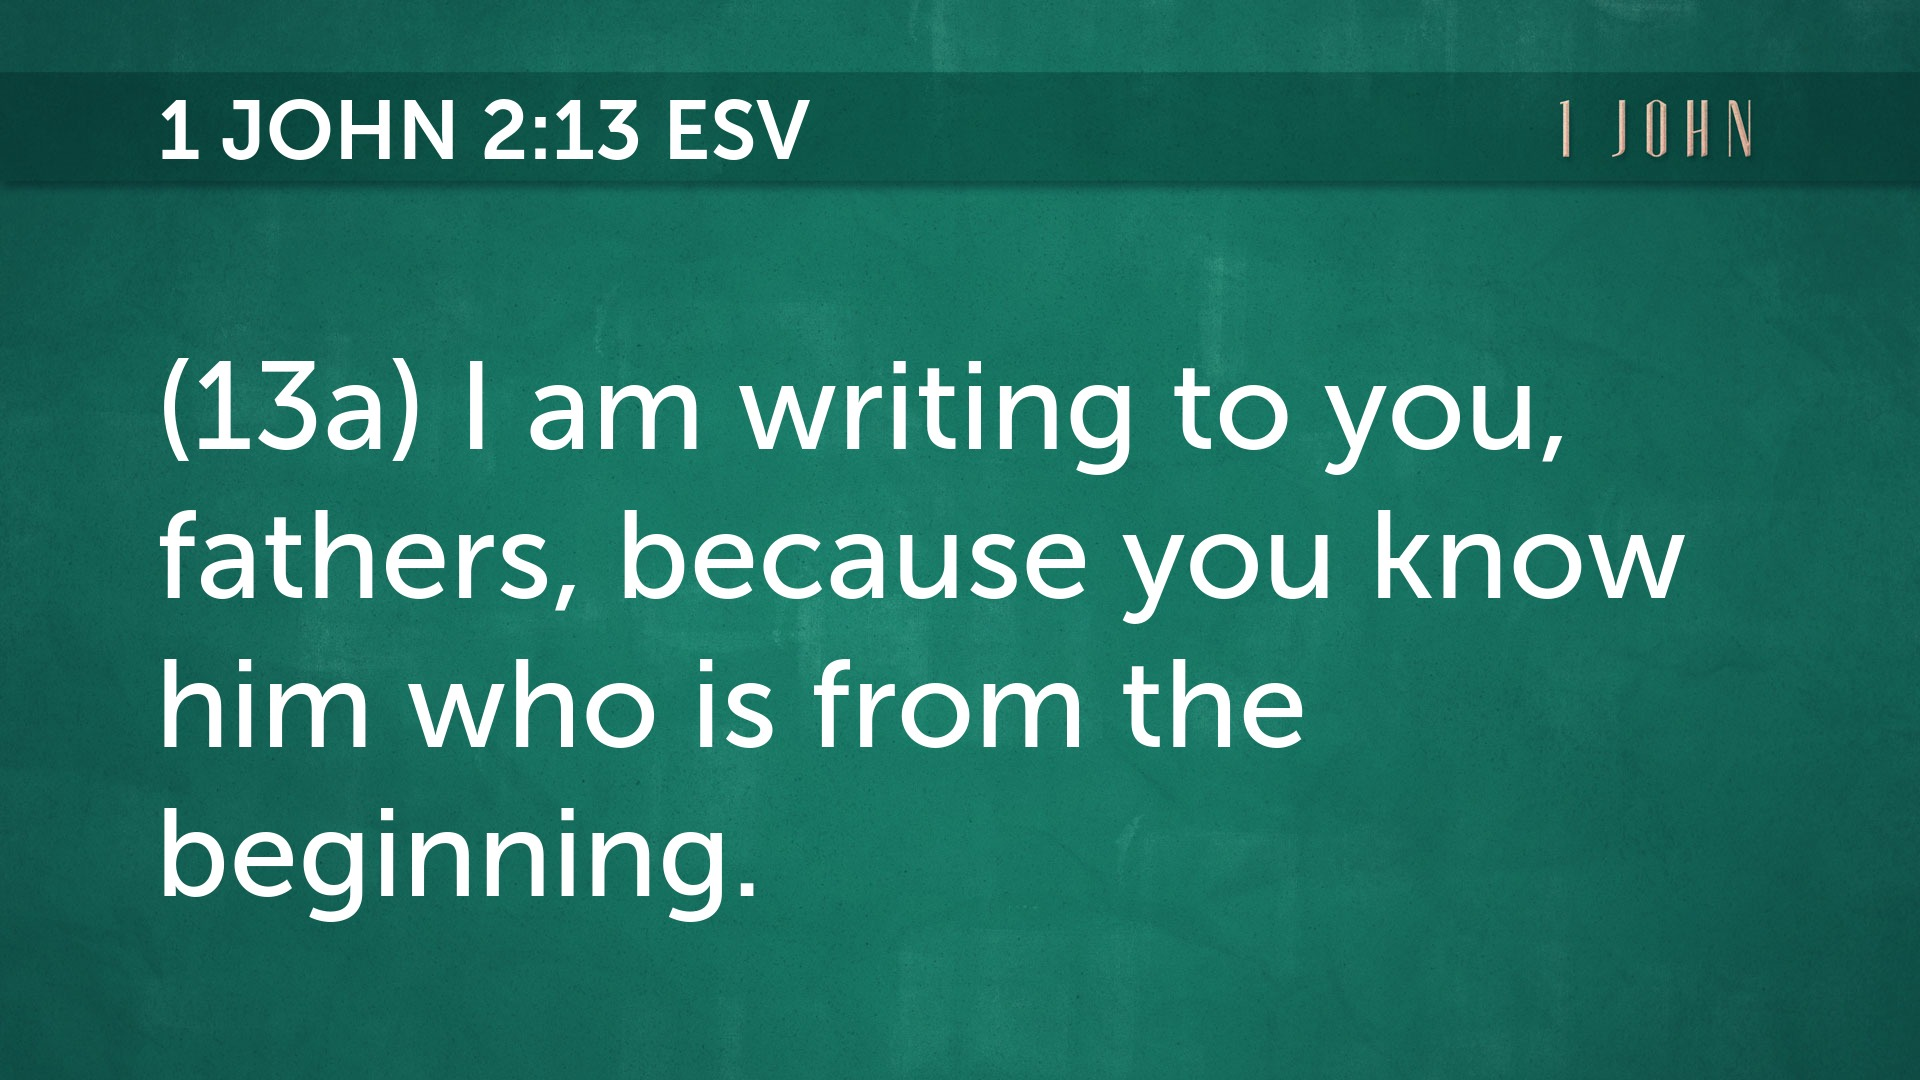 1 JOHN 2:13 ESV
1 JOHN
(13a) I am writing to you,
fathers, because you know
him who is from the
beginning.